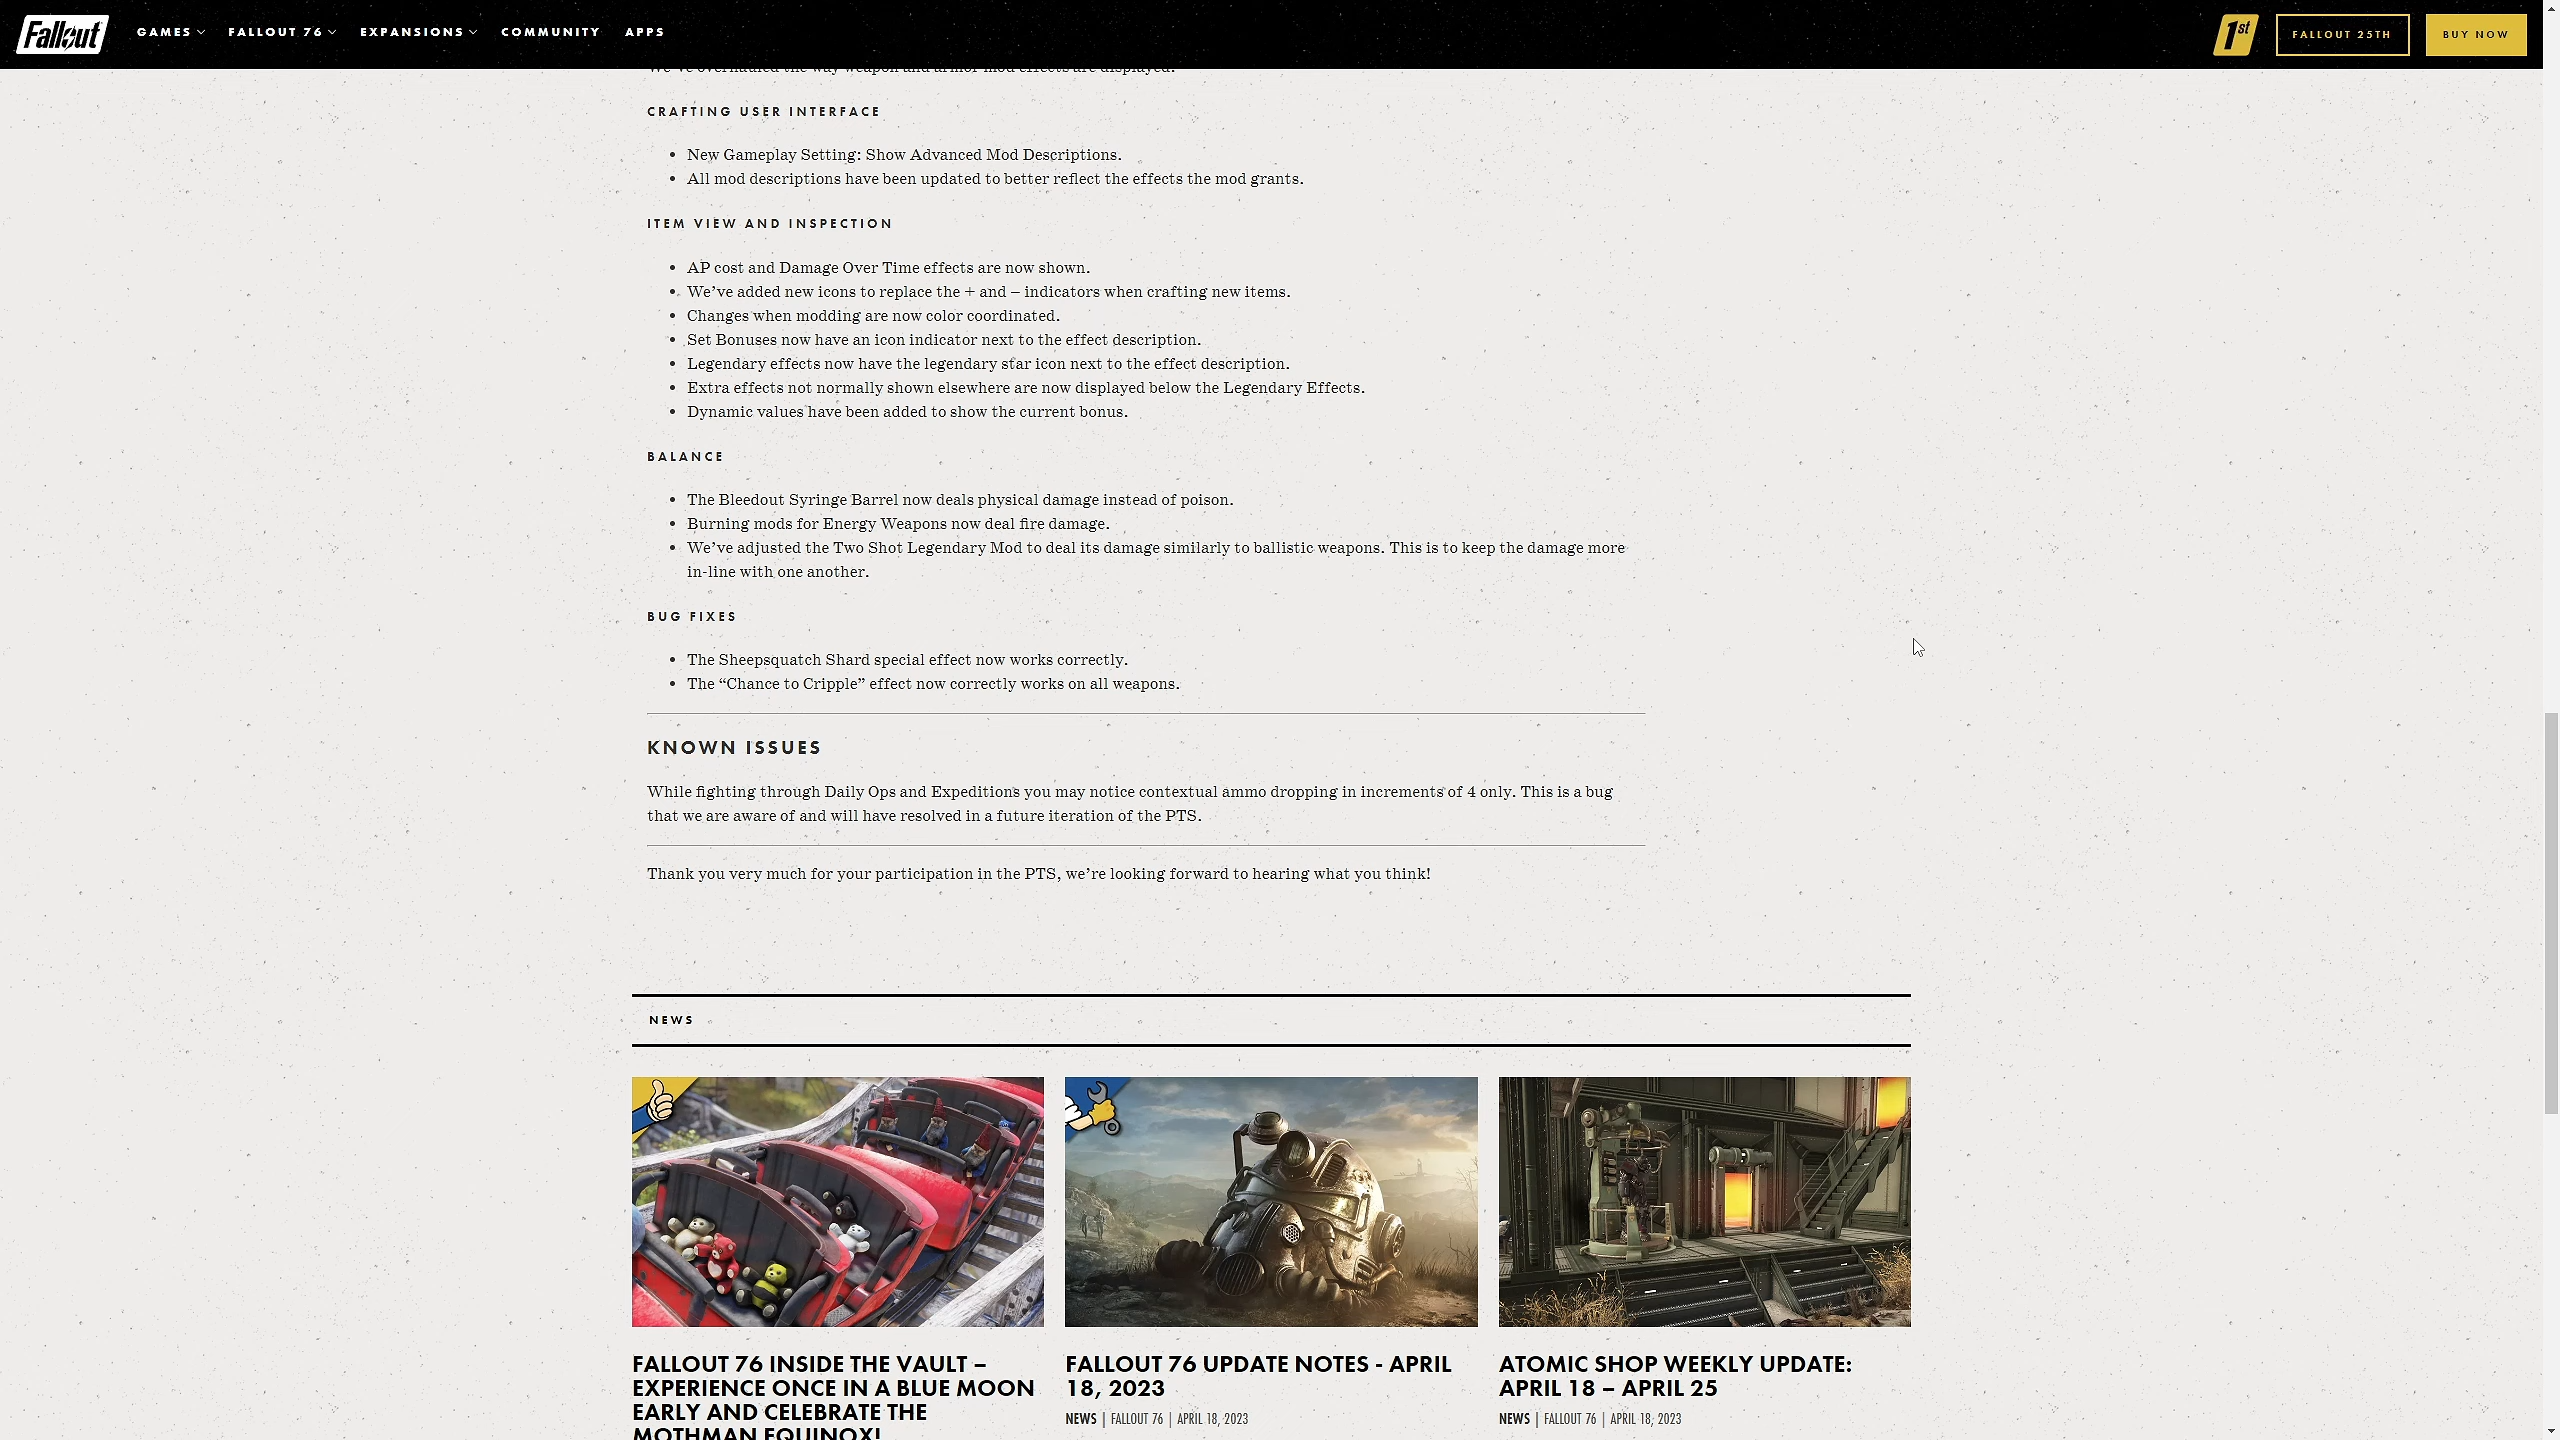 Fallout
GAMES
FALLOUT 76
EXPANSIONS
COMMUNITY
APPS
1st
FALLOUT 25TH
BUY NOW
We've overhauled the way weapon and armor mod effects are displayed.
CRAFTING USER INTERFACE
• New Gameplay Setting: Show Advanced Mod Descriptions.
• All mod descriptions have been updated to better reflect the effects the mod grants.
ITEM VIEW AND INSPECTION
• AP cost and Damage Over Time effects are now shown.
• We’ve added new icons to replace the + and – indicators when crafting new items.
• Changes when modding are now color coordinated.
• Set Bonuses now have an icon indicator next to the effect description.
• Legendary effects now have the legendary star icon next to the effect description.
• Extra effects not normally shown elsewhere are now displayed below the Legendary Effects.
• Dynamic values have been added to show the current bonus.
BALANCE
• The Bleedout Syringe Barrel now deals physical damage instead of poison.
• Burning mods for Energy Weapons now deal fire damage.
• We’ve adjusted the Two Shot Legendary Mod to deal its damage similarly to ballistic weapons. This is to keep the damage more
in-line with one another.
BUG FIXES
• The Sheepsquatch Shard special effect now works correctly.
• The “Chance to Cripple” effect now correctly works on all weapons.
KNOWN ISSUES
While fighting through Daily Ops and Expeditions you may notice contextual ammo dropping in increments of 4 only. This is a bug
that we are aware of and will have resolved in a future iteration of the PTS.
Thank you very much for your participation in the PTS, we’re looking forward to hearing what you think!
NEWS
FALLOUT 76 INSIDE THE VAULT –
EXPERIENCE ONCE IN A BLUE MOON
EARLY AND CELEBRATE THE
MOTHMAN EQUINOX!
FALLOUT 76 UPDATE NOTES - APRIL
18, 2023
NEWS | FALLOUT 76 | APRIL 18, 2023
ATOMIC SHOP WEEKLY UPDATE:
APRIL 18 – APRIL 25
NEWS | FALLOUT 76 | APRIL 18, 2023